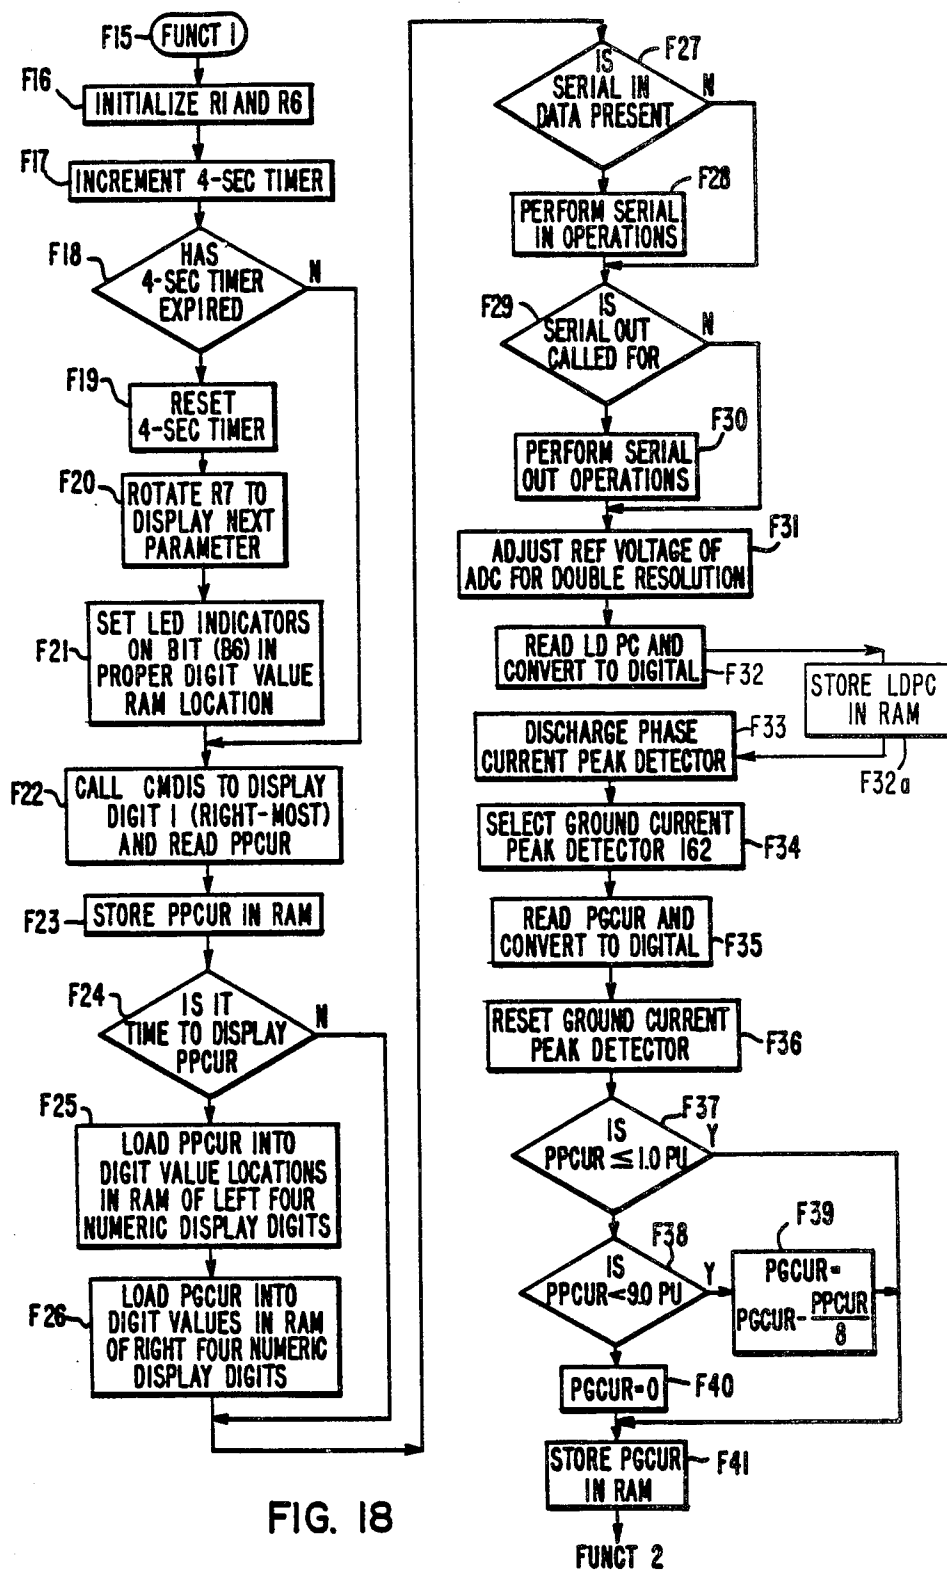 F15
FUNCT 1
F16
INITIALIZE R1 AND R6
F17
INCREMENT 4-SEC TIMER
F18
HAS
4-SEC TIMER
EXPIRED
N
F19
RESET
4-SEC TIMER
F20
ROTATE R7 TO
DISPLAY NEXT
PARAMETER
F21
SET LED INDICATORS
ON BIT (B6) IN
PROPER DIGIT VALUE
RAM LOCATION
F22
CALL CMDIS TO DISPLAY
DIGIT 1 (RIGHT-MOST)
AND READ PPCUR
F23
STORE PPCUR IN RAM
F24
IS IT
TIME TO DISPLAY
PPCUR
N
F25
LOAD PPCUR INTO
DIGIT VALUE LOCATIONS
IN RAM OF LEFT FOUR
NUMERIC DISPLAY DIGITS
F26
LOAD PGCUR INTO
DIGIT VALUES IN RAM
OF RIGHT FOUR NUMERIC
DISPLAY DIGITS
F27
IS
SERIAL IN
DATA PRESENT
N
F28
PERFORM SERIAL
IN OPERATIONS
F29
IS
SERIAL OUT
CALLED FOR
N
F30
PERFORM SERIAL
OUT OPERATIONS
F31
ADJUST REF VOLTAGE OF
ADC FOR DOUBLE RESOLUTION
READ LD PC AND
CONVERT TO DIGITAL
F32
STORE LDPC
IN RAM
F32a
F33
DISCHARGE PHASE
CURRENT PEAK DETECTOR
SELECT GROUND CURRENT
PEAK DETECTOR 162
F34
READ PGCUR AND
CONVERT TO DIGITAL
F35
RESET GROUND CURRENT
PEAK DETECTOR
F36
F37
IS
PPCUR ≤ 1.0 PU
Y
F38
IS
PPCUR < 9.0 PU
Y
F39
PGCUR=
PGCUR- PPCUR
8
PGCUR=0
F40
STORE PGCUR
IN RAM
F41
FUNCT 2
FIG. 18